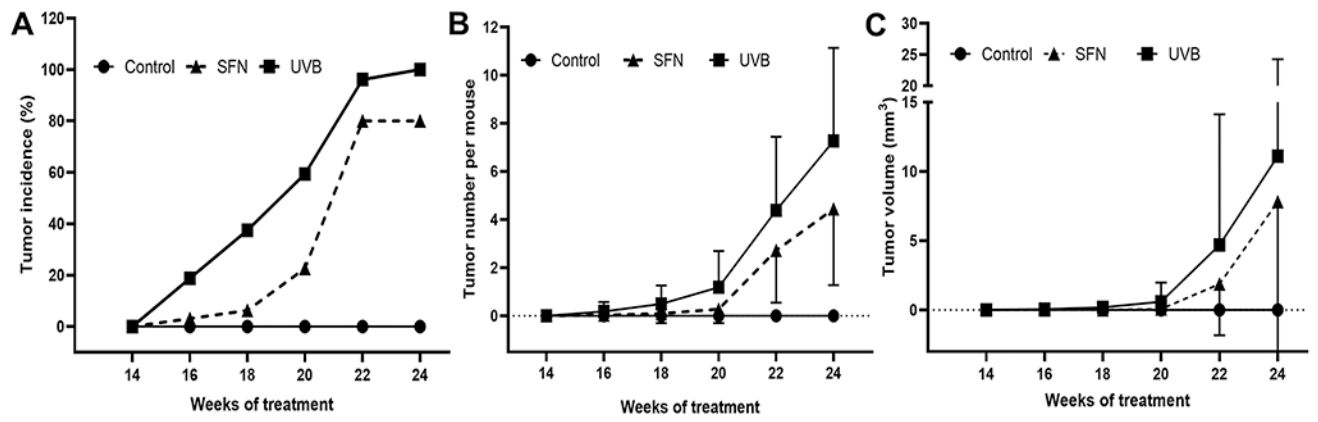 A
120
100
80
60
40
20
0
Tumor incidence (%)
Control SFN UVB
14 16 18 20 22 24
Weeks of treatment
B
12
10
8
6
4
2
0
Tumor number per mouse
Control SFN UVB
14 16 18 20 22 24
Weeks of treatment
C
30
25
20
15
10
5
0
Tumor volume (mm³)
Control SFN UVB
14 16 18 20 22 24
Weeks of treatment